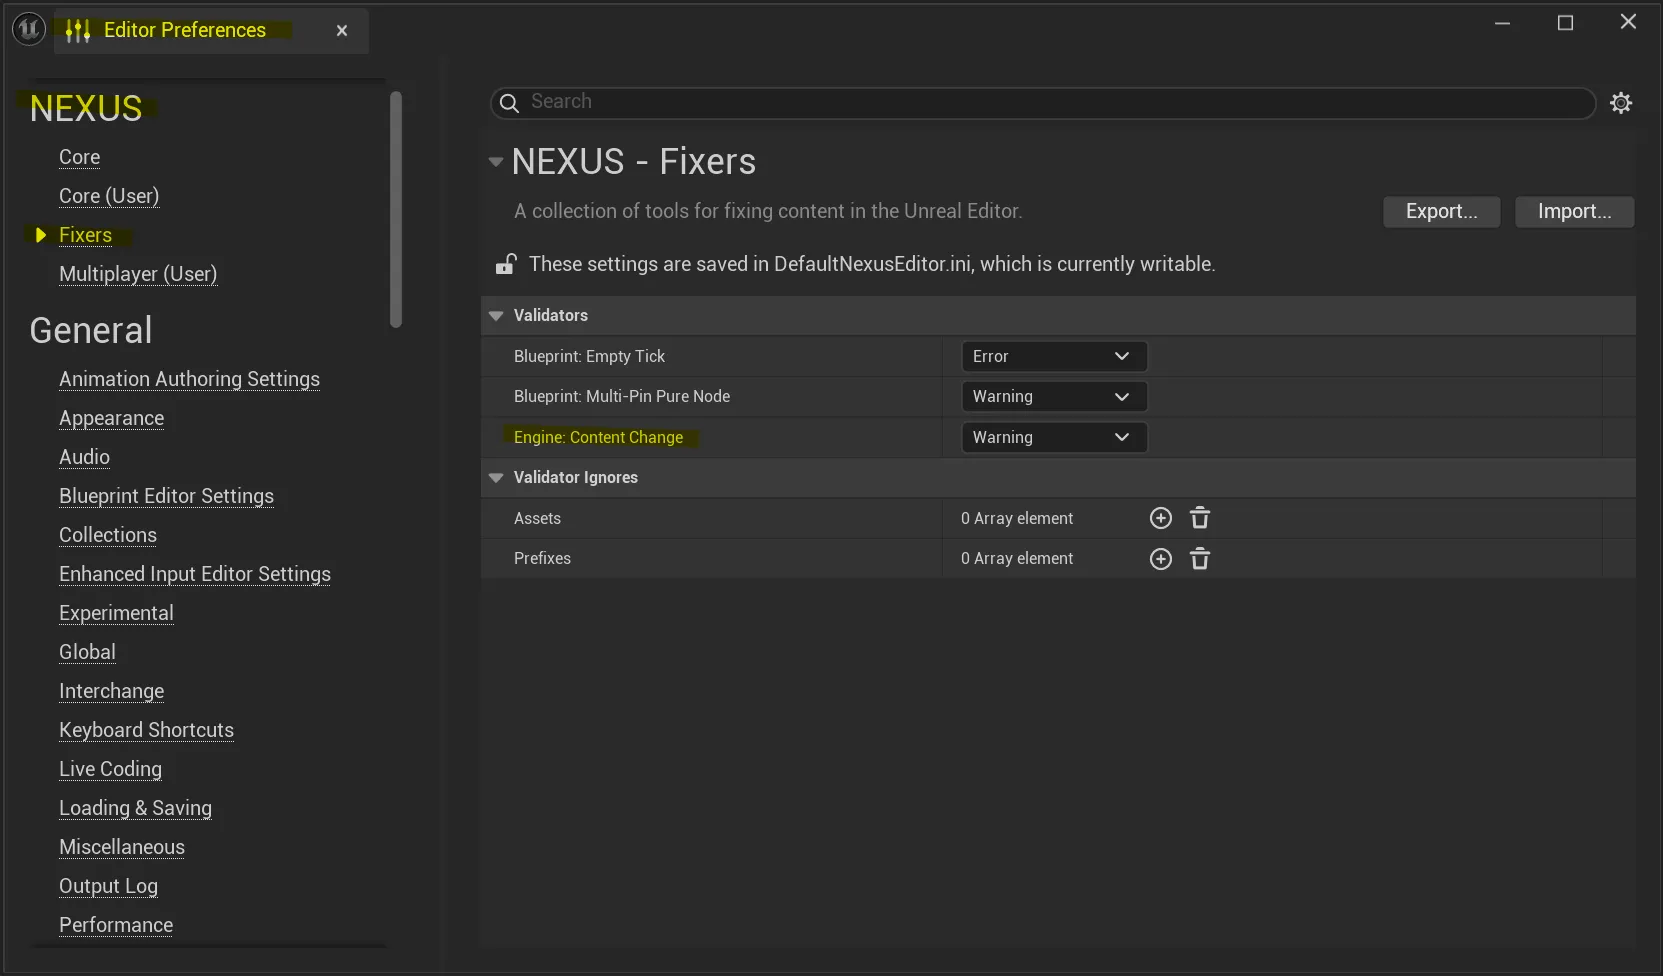 Editor Preferences
NEXUS
Core
Core (User)
Fixers
Multiplayer (User)
General
Animation Authoring Settings
Appearance
Audio
Blueprint Editor Settings
Collections
Enhanced Input Editor Settings
Experimental
Global
Interchange
Keyboard Shortcuts
Live Coding
Loading & Saving
Miscellaneous
Output Log
Performance
Search
NEXUS - Fixers
A collection of tools for fixing content in the Unreal Editor.
Export... Import...
These settings are saved in DefaultNexusEditor.ini, which is currently writable.
Validators
Blueprint: Empty Tick Error
Blueprint: Multi-Pin Pure Node Warning
Engine: Content Change Warning
Validator Ignores
Assets 0 Array element
Prefixes 0 Array element